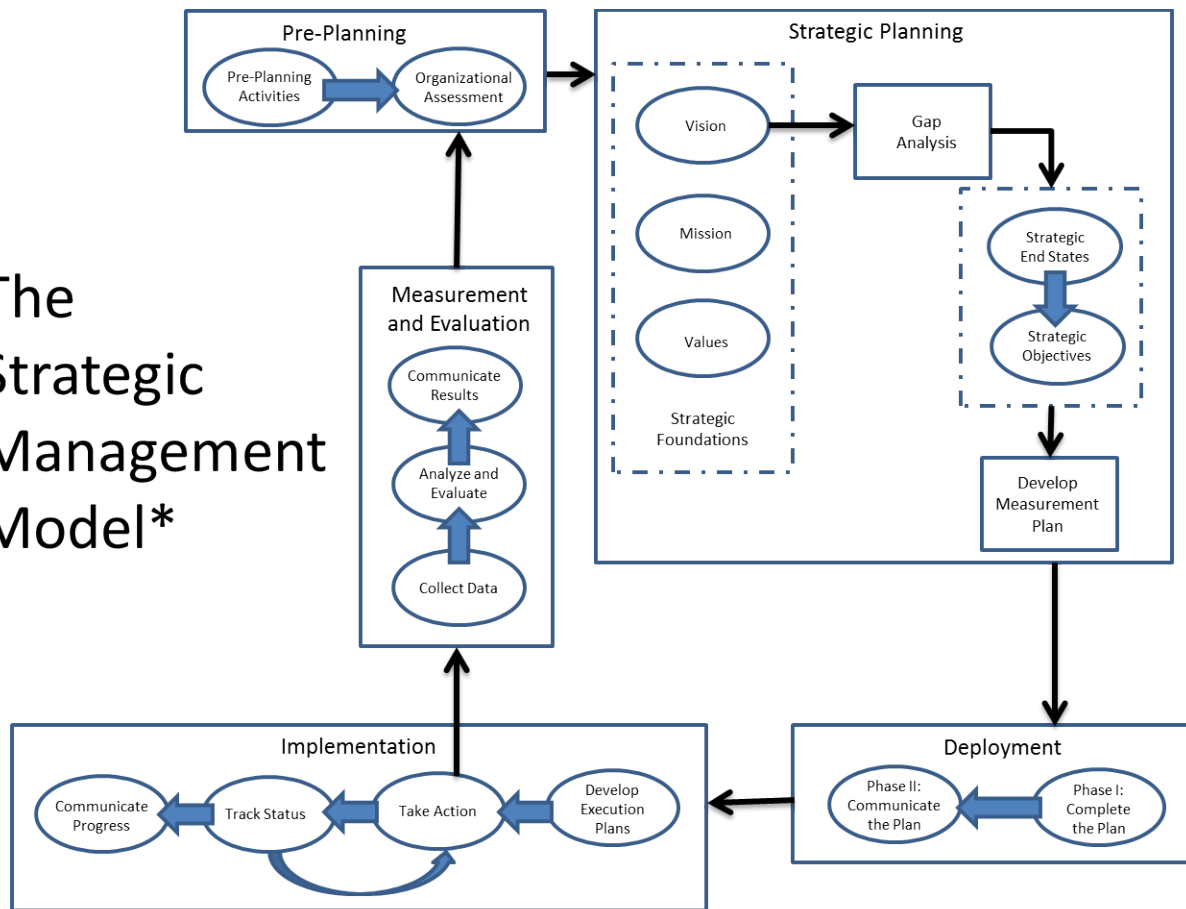 The
Strategic
Management
Model*
Pre-Planning
Pre-Planning
Activities
Organizational
Assessment
Strategic Planning
Vision
Mission
Values
Strategic
Foundations
Gap
Analysis
Strategic
End States
Strategic
Objectives
Develop
Measurement
Plan
Measurement
and Evaluation
Communicate
Results
Analyze and
Evaluate
Collect Data
Implementation
Communicate
Progress
Track Status
Take Action
Develop
Execution
Plans
Deployment
Phase II:
Communicate
the Plan
Phase I:
Complete
the Plan